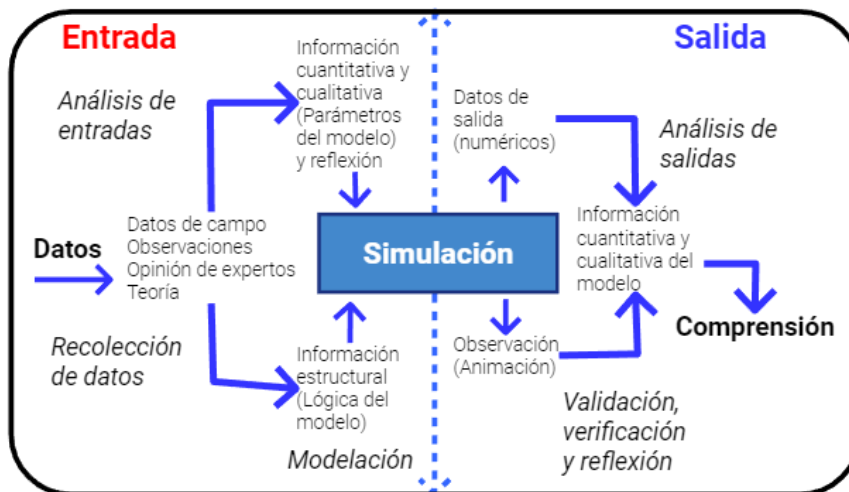 Entrada
Salida
Análisis de
entradas
Información
cuantitativa y
cualitativa
(Parámetros
del modelo)
y reflexión
Datos de
salida
(numéricos)
Análisis de
salidas
Datos
Datos de campo
Observaciones
Opinión de expertos
Teoría
Simulación
Información
cuantitativa y
cualitativa del
modelo
Comprensión
Recolección
de datos
Información
estructural
(Lógica del
modelo)
Modelación
Observación
(Animación)
Validación,
verificación
y reflexión